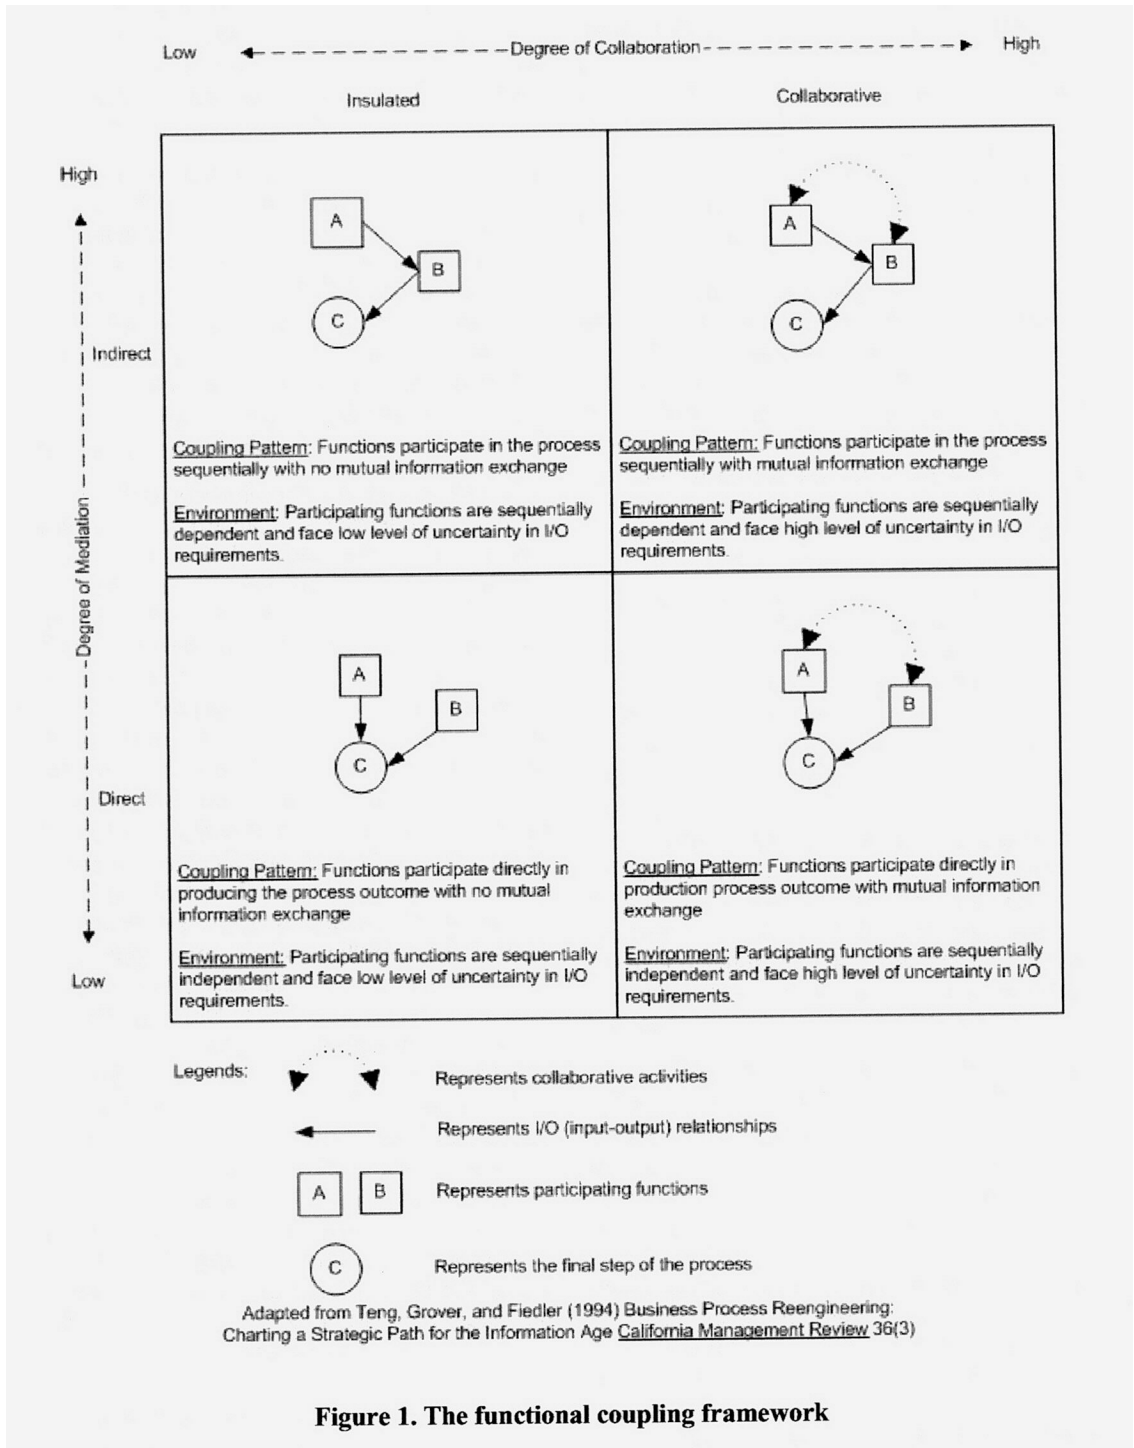 Low Degree of Collaboration High
Insulated Collaborative
High
A
B
C
A
B
C
Indirect
Coupling Pattern: Functions participate in the process
sequentially with no mutual information exchange
Environment: Participating functions are sequentially
dependent and face low level of uncertainty in I/O
requirements.
Coupling Pattern: Functions participate in the process
sequentially with mutual information exchange
Environment: Participating functions are sequentially
dependent and face high level of uncertainty in I/O
requirements.
Degree of Mediation
A
B
C
A
B
C
Direct
Coupling Pattern: Functions participate directly in
producing the process outcome with no mutual
information exchange
Environment: Participating functions are sequentially
independent and face low level of uncertainty in I/O
requirements.
Coupling Pattern: Functions participate directly in
production process outcome with mutual information
exchange
Environment: Participating functions are sequentially
independent and face high level of uncertainty in I/O
requirements.
Low
Legends:
Represents collaborative activities
Represents I/O (input-output) relationships
A B Represents participating functions
C Represents the final step of the process
Adapted from Teng, Grover, and Fiedler (1994) Business Process Reengineering:
Charting a Strategic Path for the Information Age California Management Review 36(3)
Figure 1. The functional coupling framework